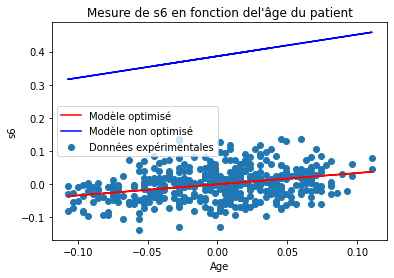 Mesure de s6 en fonction del'âge du patient
s6
0.4
0.3
0.2
0.1
0.0
−0.1
Modèle optimisé
Modèle non optimisé
Données expérimentales
−0.10
−0.05
0.00
0.05
0.10
Age